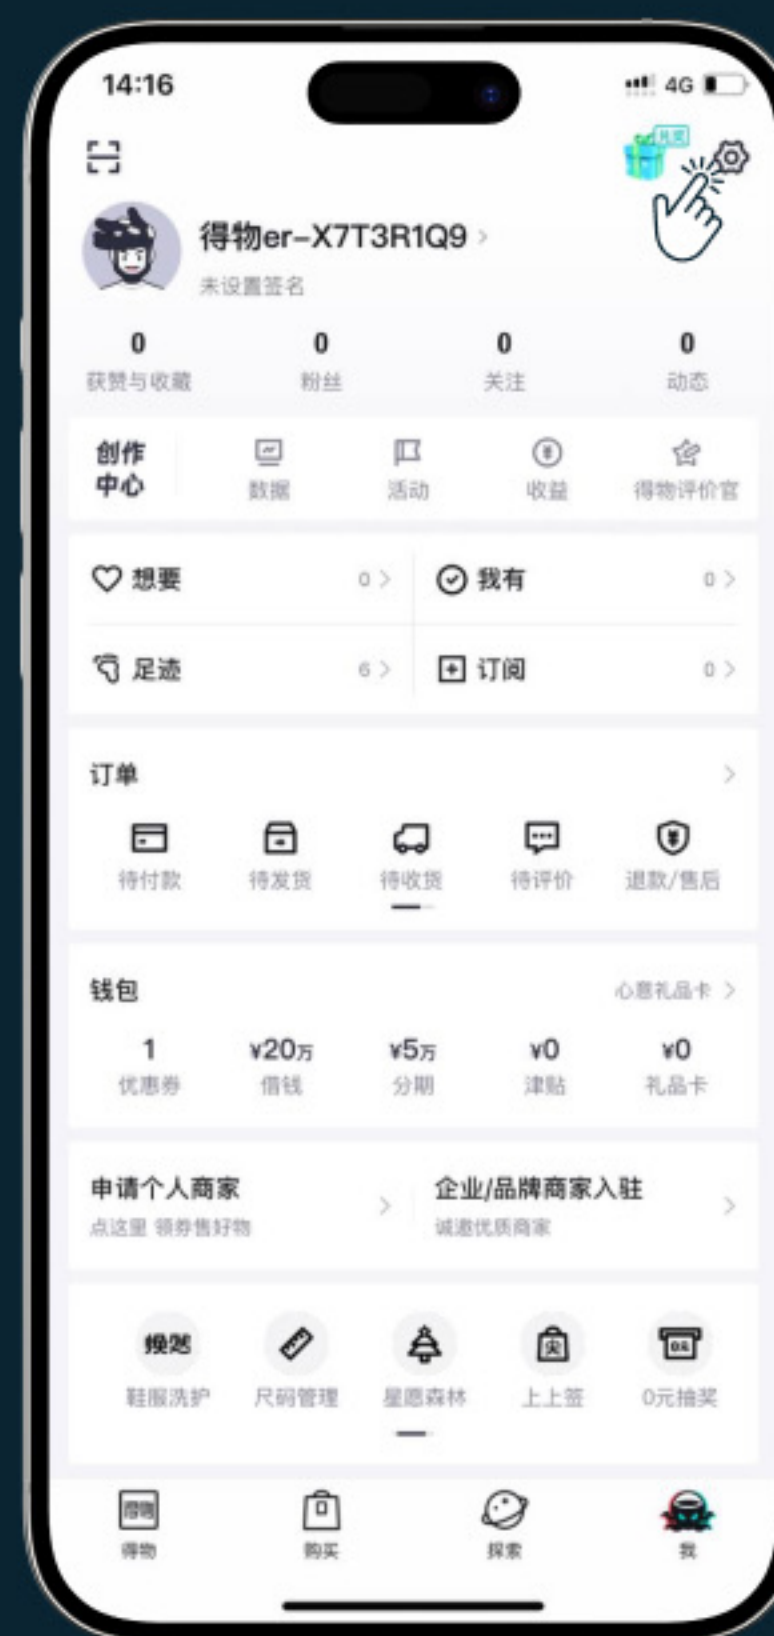 14:16
4G
得物er-X7T3R1Q9
未设置签名
0 0 0 0
获赞与收藏 粉丝 关注 动态
创作
中心
数据 活动 收益 得物评价官
想要 0 我有 0
足迹 6 订阅 0
订单
待付款 待发货 待收货 待评价 退款/售后
钱包 心意礼品卡
1 ¥20万 ¥5万 ¥0 ¥0
优惠券 借钱 分期 津贴 礼品卡
申请个人商家 企业/品牌商家入驻
点这里 领券售好物 诚邀优质商家
鞋服洗护 尺码管理 星愿森林 上上签 0元抽奖
得物 购买 探索 我